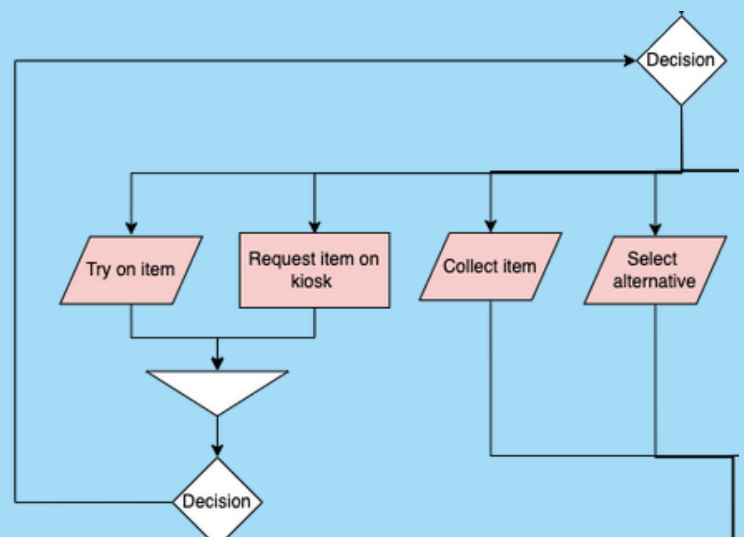 Decision
Try on item
Request item on
kiosk
Collect item
Select
alternative
Decision